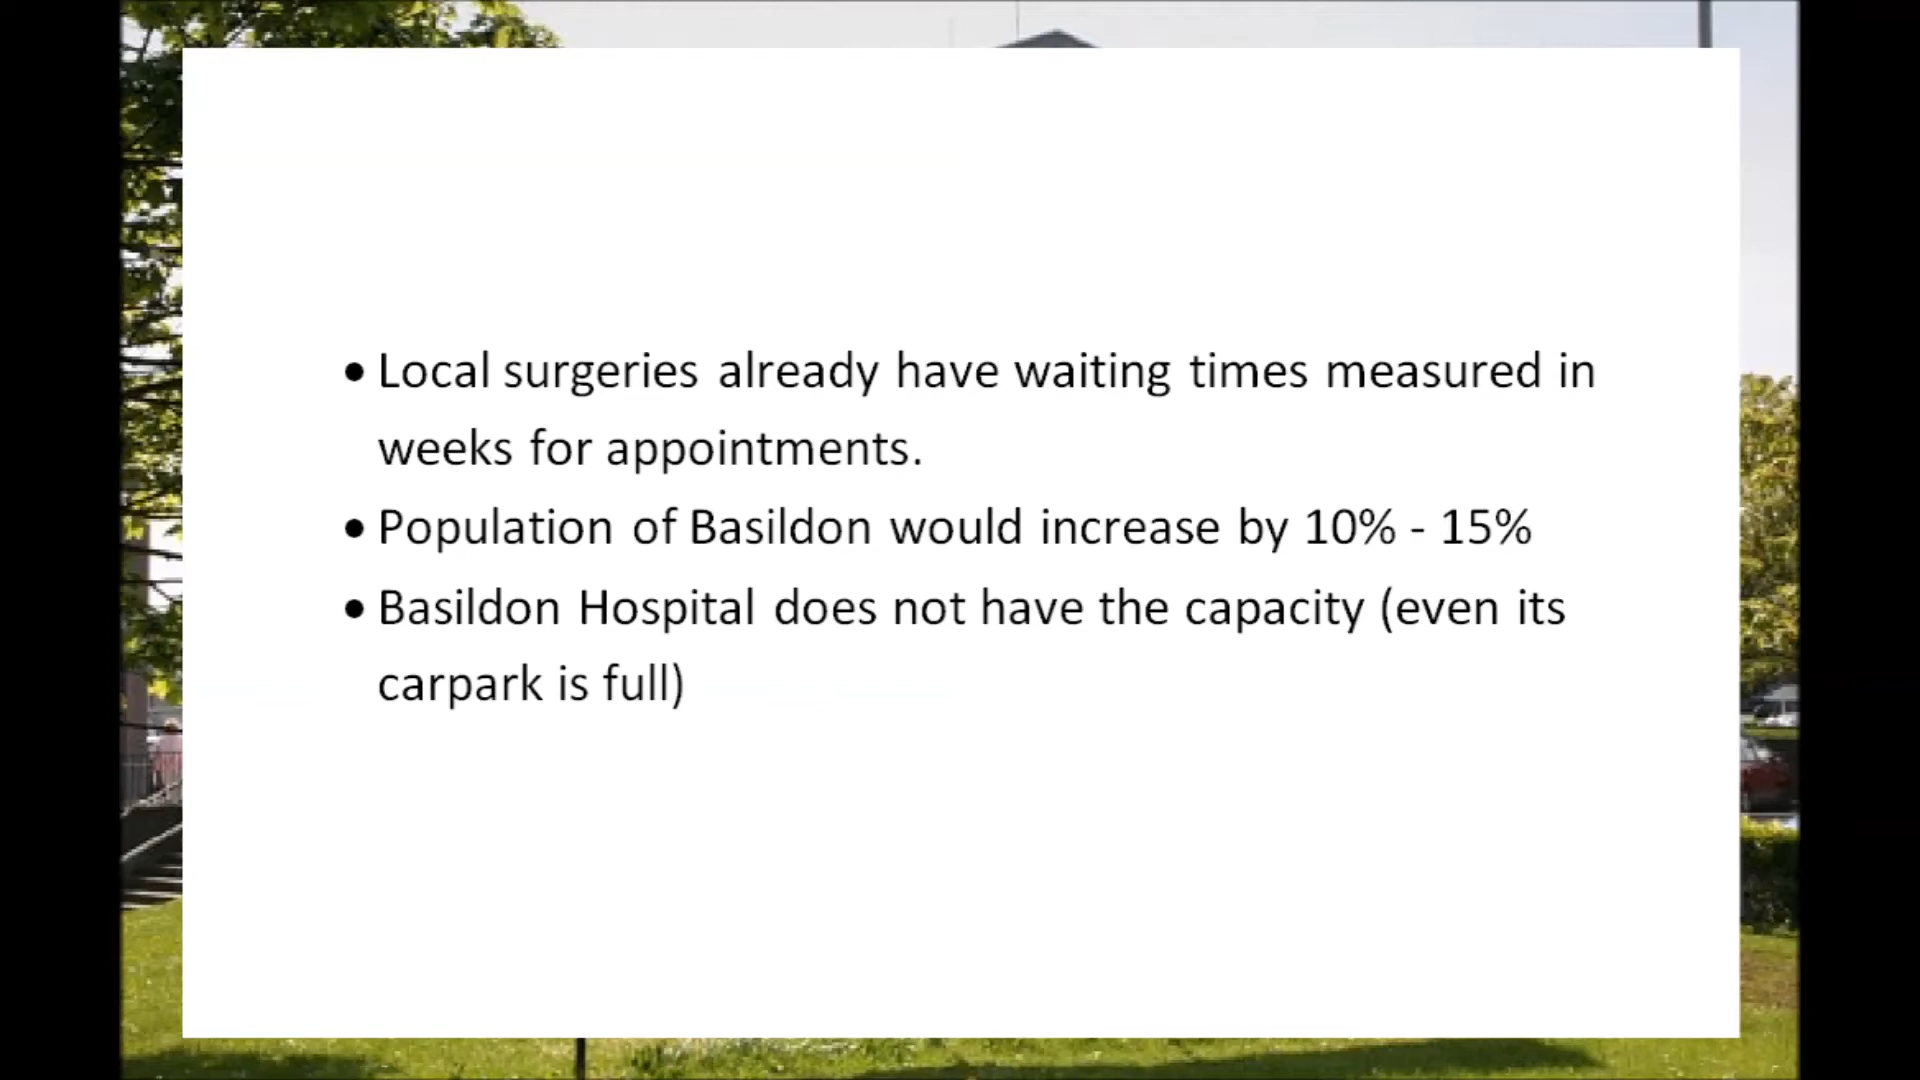 • Local surgeries already have waiting times measured in
weeks for appointments.
• Population of Basildon would increase by 10% - 15%
• Basildon Hospital does not have the capacity (even its
carpark is full)